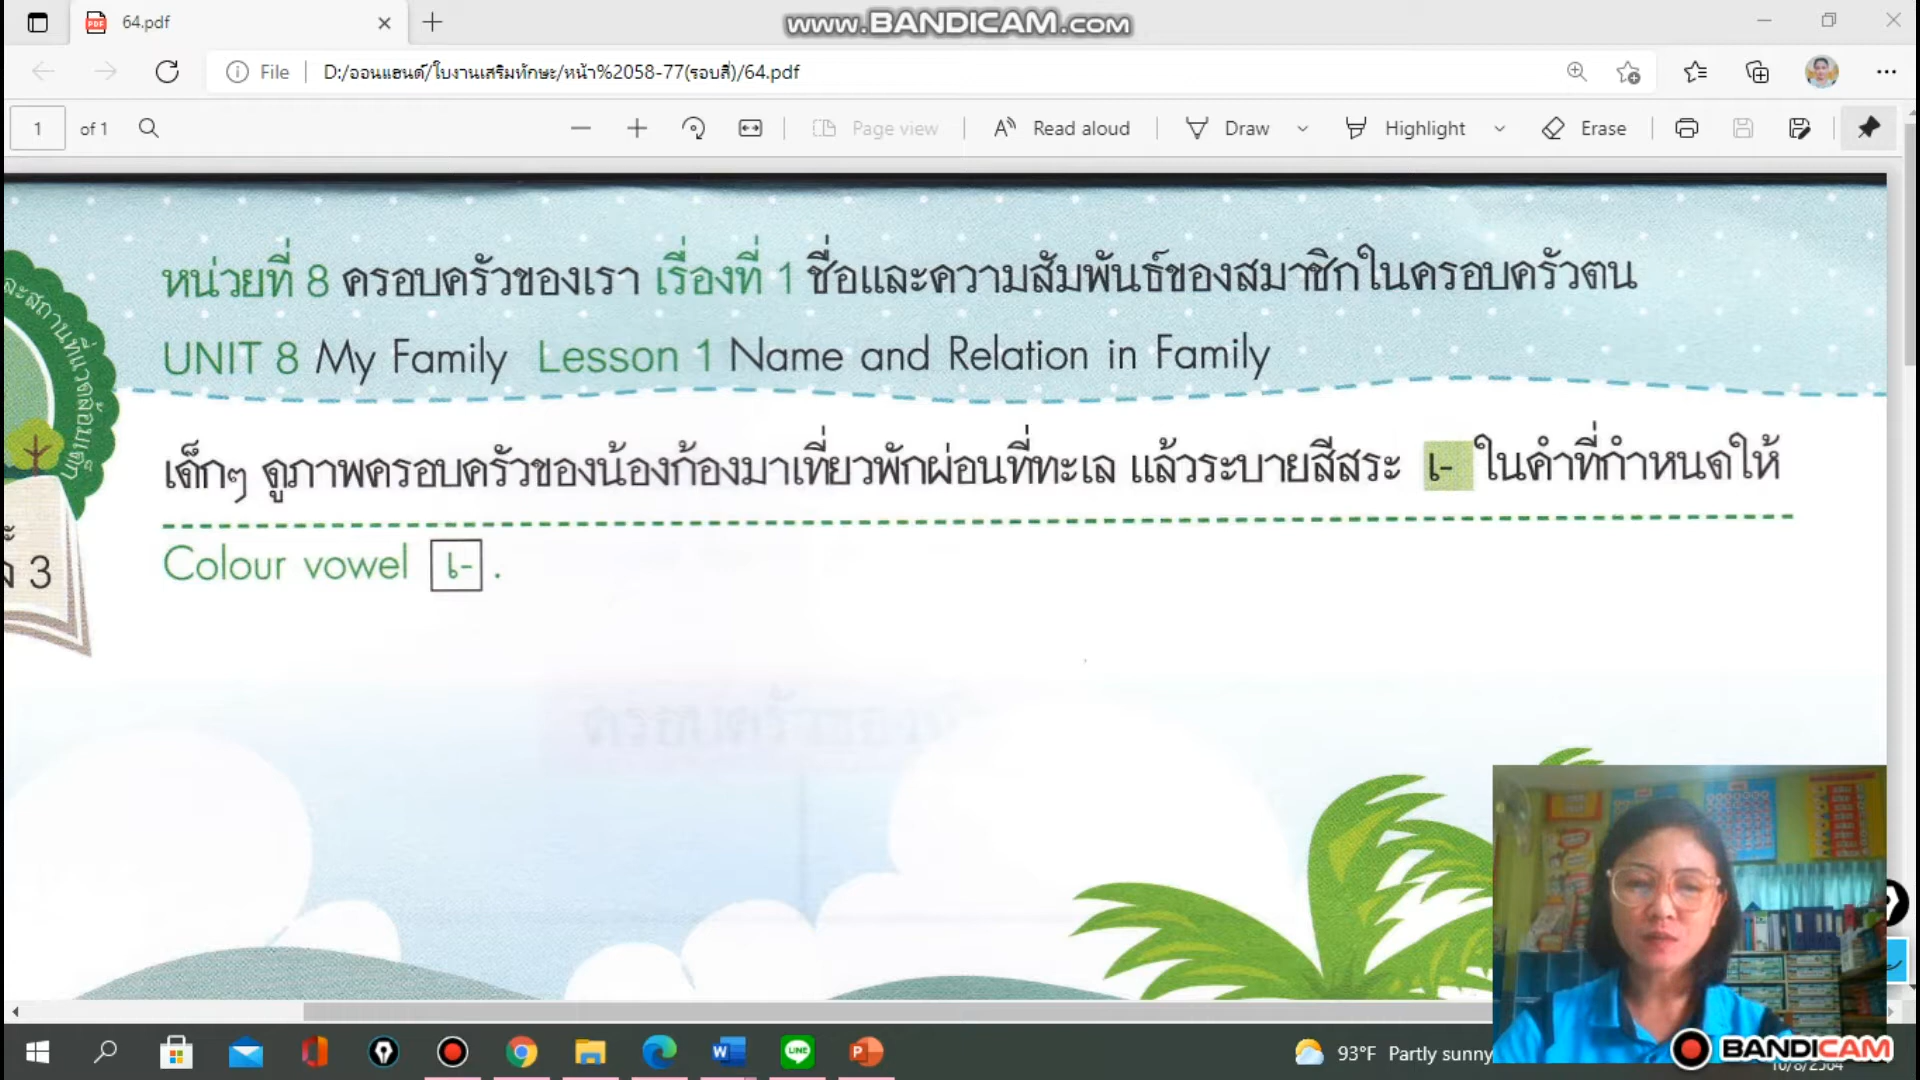 64.pdf
www.BANDICAM.com
File
D:/ออนแฮนด์/ใบงานเสริมทักษะ/หน้า%2058-77(รอบสี่)/64.pdf
1 of 1
Page view
Read aloud
Draw
Highlight
Erase
หน่วยที่ 8 ครอบครัวของเรา เรื่องที่ 1 ชื่อและความสัมพันธ์ของสมาชิกในครอบครัวตน
UNIT 8 My Family Lesson 1 Name and Relation in Family
เด็กๆ ดูภาพครอบครัวของน้องก้องมาเที่ยวพักผ่อนที่ทะเล แล้วระบายสีสระ เ- ในคำที่กำหนดให้
Colour vowel เ- .
3
93°F Partly sunny
BANDICAM